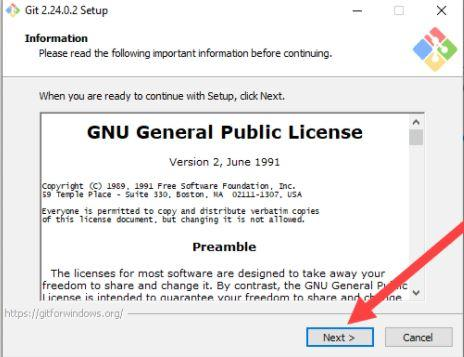 Git 2.24.0.2 Setup
Information
Please read the following important information before continuing.
When you are ready to continue with Setup, click Next.
GNU General Public License
Version 2, June 1991
Copyright (C) 1989, 1991 Free Software Foundation, Inc.
59 Temple Place - Suite 330, Boston, MA  02111-1307, USA
Everyone is permitted to copy and distribute verbatim copies
of this license document, but changing it is not allowed.
Preamble
The licenses for most software are designed to take away your
freedom to share and change it. By contrast, the GNU General Public
License is intended to guarantee your freedom to share and change
https://gitforwindows.org/
Next >
Cancel